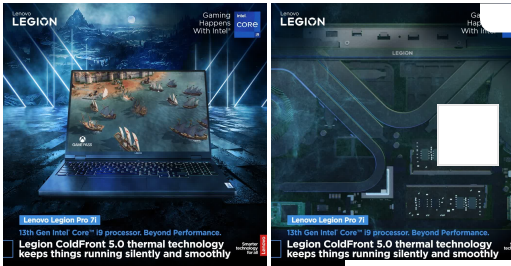 Lenovo
LEGION
Gaming
Happens
With Intel®
intel
CORE
i9
GAME PASS
Lenovo Legion Pro 7i
13th Gen Intel® Core™ i9 processor. Beyond Performance.
Legion ColdFront 5.0 thermal technology
keeps things running silently and smoothly
Smarter
technology
for all
Lenovo
Lenovo
LEGION
Ga
Happ
With In
LEGION
Lenovo Legion Pro 7i
13th Gen Intel® Core™ i9 processor. Beyond Performance.
Legion ColdFront 5.0 thermal technology
keeps things running silently and smoothly